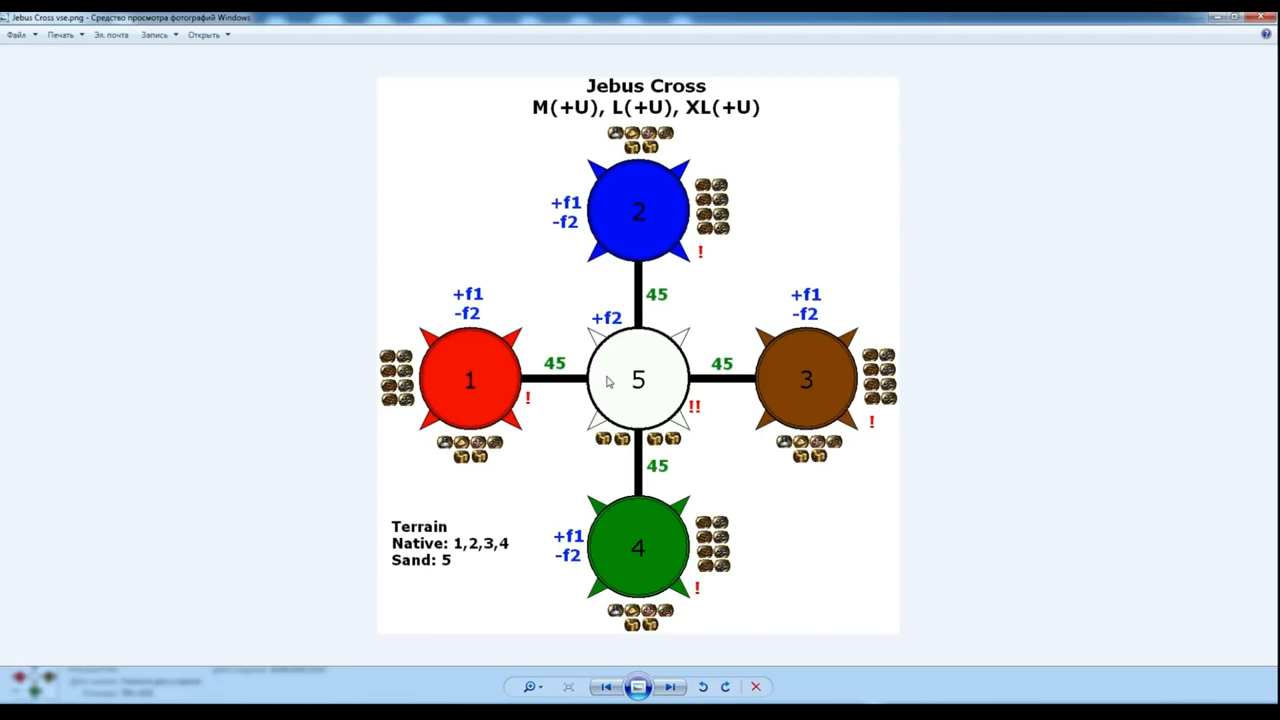 Jebus Cross vse.png - Средство просмотра фотографий Windows
Файл Печать Эл. почта Запись Открыть
Jebus Cross
M(+U), L(+U), XL(+U)
+f1
-f2
2
!
45
+f1
-f2
+f2
+f1
-f2
1
45
!
5
45
!!
3
!
45
Terrain
Native: 1,2,3,4
Sand: 5
+f1
-f2
4
!